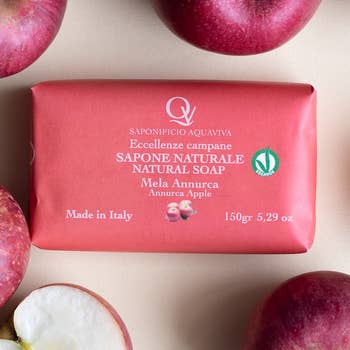 QV
SAPONIFICIO AQUAVIVA
Eccellenze campane
SAPONE NATURALE
NATURAL SOAP
Mela Annurca
Annurca Apple
Made in Italy
150gr 5,29 oz